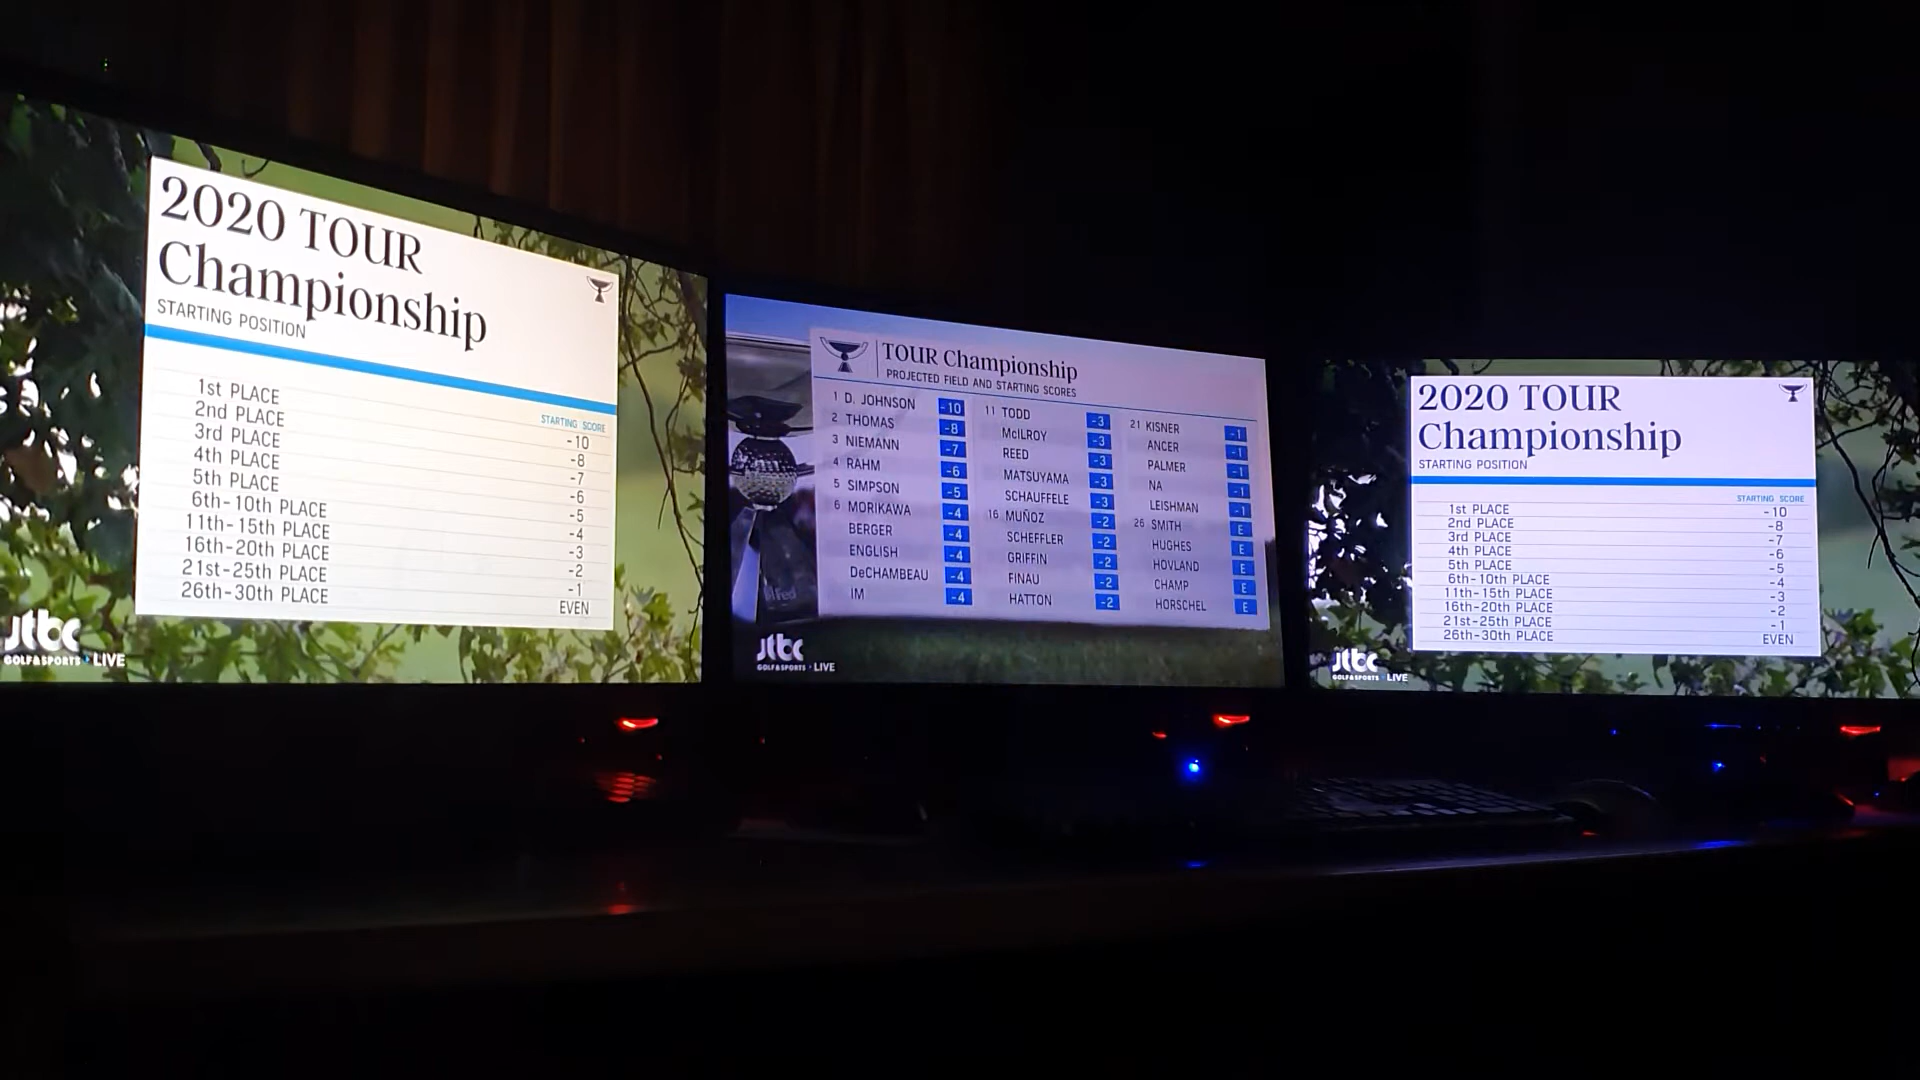 2020 TOUR
Championship
STARTING POSITION
STARTING SCORE
1st PLACE -10
2nd PLACE -8
3rd PLACE -7
4th PLACE -6
5th PLACE -5
6th-10th PLACE -4
11th-15th PLACE -3
16th-20th PLACE -2
21st-25th PLACE -1
26th-30th PLACE EVEN
jtbc
GOLF&SPORTS LIVE
TOUR Championship
PROJECTED FIELD AND STARTING SCORES
1 D. JOHNSON -10
2 THOMAS -8
3 NIEMANN -7
4 RAHM -6
5 SIMPSON -5
6 MORIKAWA -4
BERGER -4
ENGLISH -4
DeCHAMBEAU -4
IM -4
11 TODD -3
McILROY -3
REED -3
MATSUYAMA -3
SCHAUFFELE -3
16 MUÑOZ -2
SCHEFFLER -2
GRIFFIN -2
FINAU -2
HATTON -2
21 KISNER -1
ANCER -1
PALMER -1
NA -1
LEISHMAN -1
26 SMITH E
HUGHES E
HOVLAND E
CHAMP E
HORSCHEL E
jtbc
GOLF&SPORTS LIVE
2020 TOUR
Championship
STARTING POSITION
STARTING SCORE
1st PLACE -10
2nd PLACE -8
3rd PLACE -7
4th PLACE -6
5th PLACE -5
6th-10th PLACE -4
11th-15th PLACE -3
16th-20th PLACE -2
21st-25th PLACE -1
26th-30th PLACE EVEN
jtbc
GOLF&SPORTS LIVE